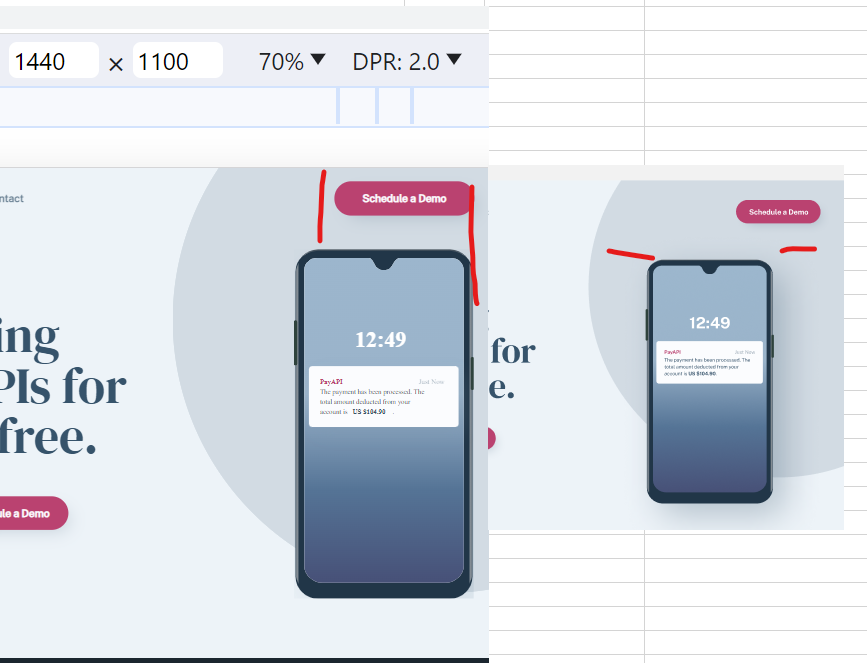 1440 × 1100 70% DPR: 2.0
ntact
Schedule a Demo
ing
PIs for
free.
le a Demo
12:49
PayAPI Just Now
The payment has been processed. The
total amount deducted from your
account is US $104.90 .
Schedule a Demo
for
e.
12:49
PayAPI Just Now
The payment has been processed. The
total amount deducted from your
account is US $104.90.